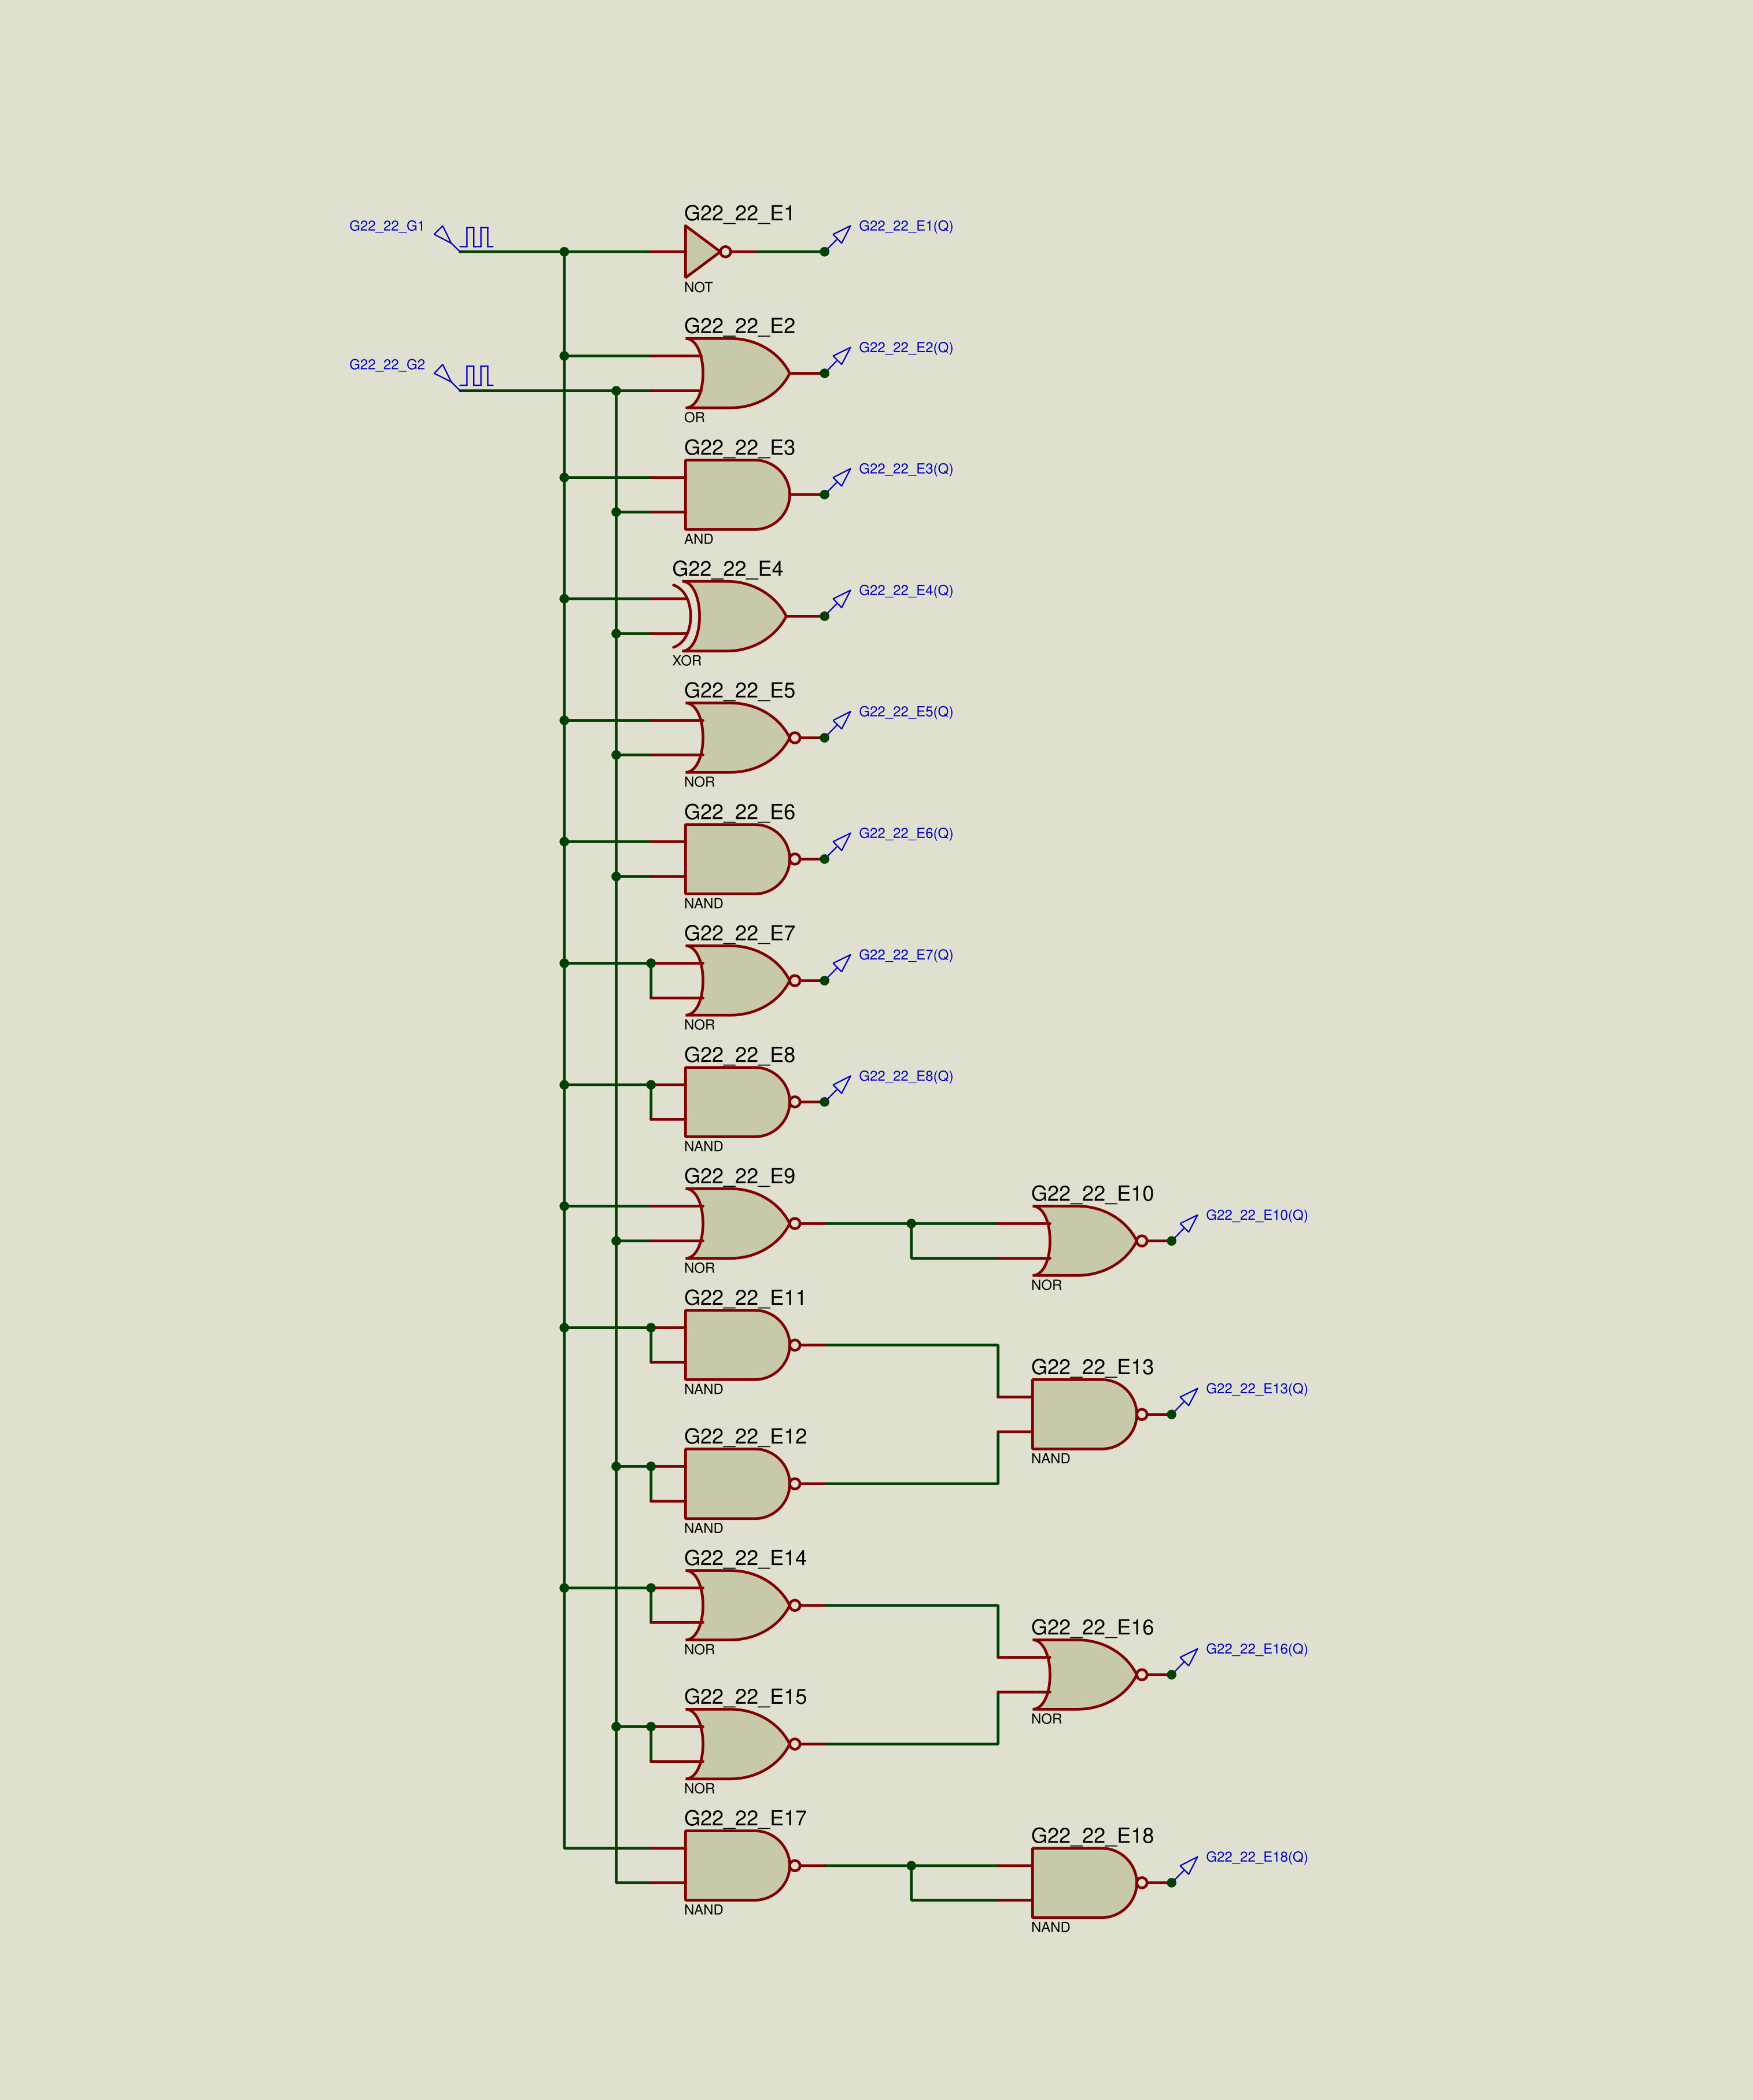 G22_22_E1
G22_22_G1
G22_22_E1(Q)
NOT
G22_22_E2
G22_22_E2(Q)
G22_22_G2
OR
G22_22_E3
G22_22_E3(Q)
AND
G22_22_E4
G22_22_E4(Q)
XOR
G22_22_E5
G22_22_E5(Q)
NOR
G22_22_E6
G22_22_E6(Q)
NAND
G22_22_E7
G22_22_E7(Q)
NOR
G22_22_E8
G22_22_E8(Q)
NAND
G22_22_E9
G22_22_E10
G22_22_E10(Q)
NOR
NOR
G22_22_E11
G22_22_E13
G22_22_E13(Q)
NAND
G22_22_E12
NAND
NAND
G22_22_E14
G22_22_E16
G22_22_E16(Q)
NOR
G22_22_E15
NOR
NOR
G22_22_E17
G22_22_E18
G22_22_E18(Q)
NAND
NAND